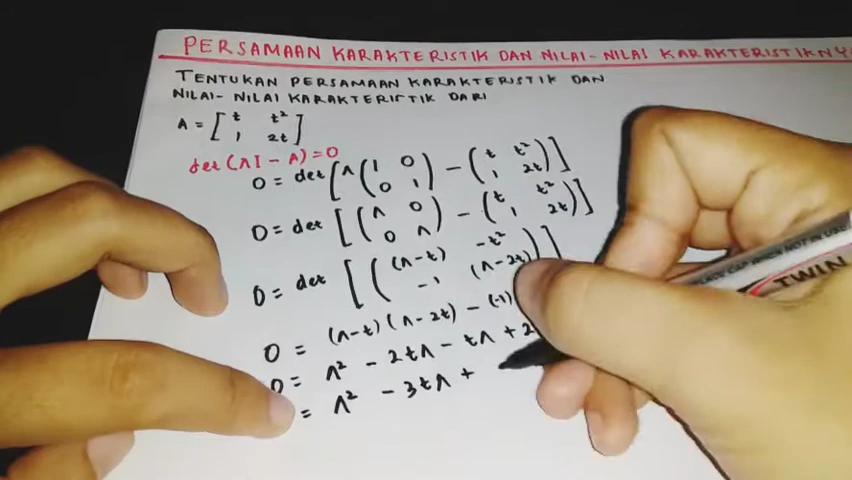 PERSAMAAN KARAKTERISTIK DAN NILAI-NILAI KARAKTERISTIKNY
TENTUKAN PERSAMAAN KARAKTERISTIK DAN
NILAI-NILAI KARAKTERISTIK DARI
A = [t t² 1 2t]
det(λI - A) = 0
0 = det [λ(1 0 0 1) - (t t² 1 2t)]
0 = det [(λ 0 0 λ) - (t t² 1 2t)]
0 = det [((λ-t) -t² -1 (λ-2t))]
0 = (λ-t)(λ-2t) - (-1)
0 = λ² - 2tλ - tλ + 2
= λ² - 3tλ +
TWIN